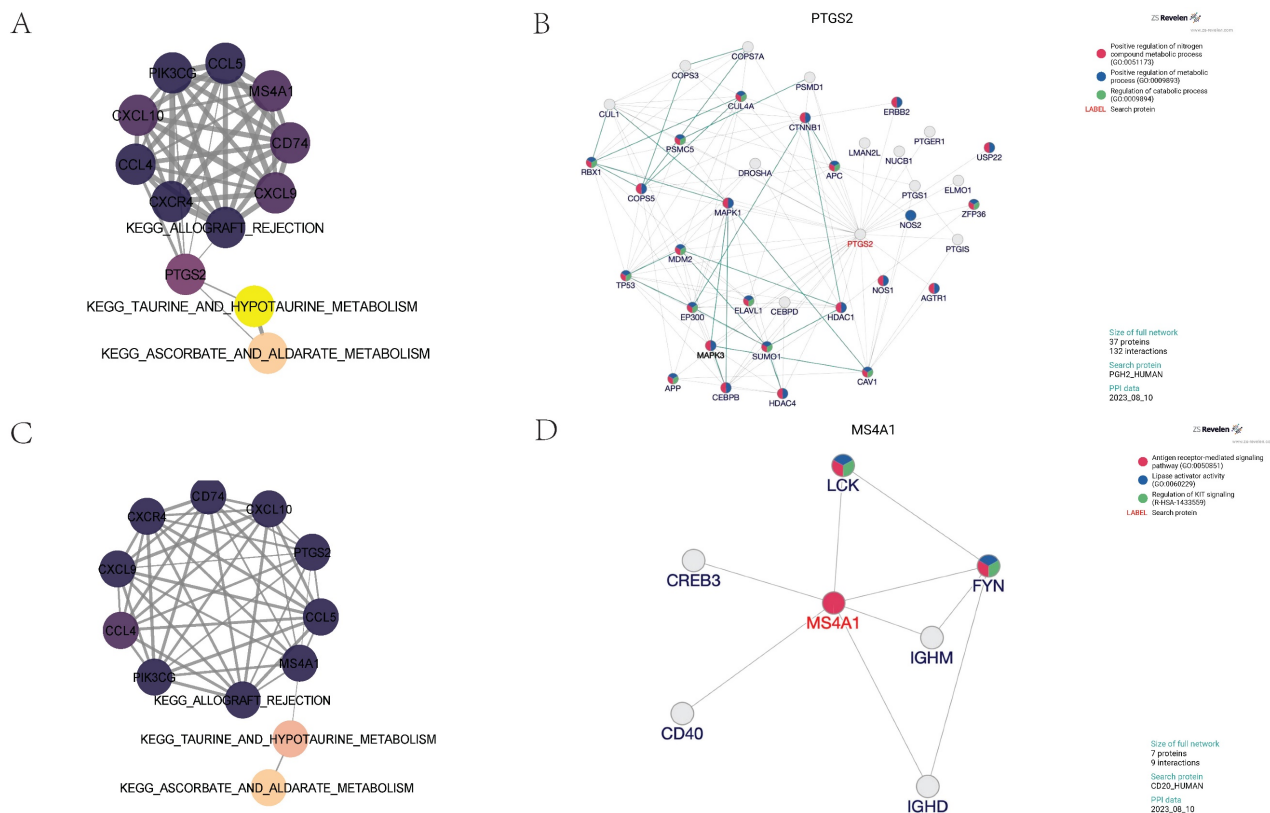 A
PIK3CG
CCL5
MS4A1
CXCL10
CD74
CCL4
CXCL9
CXCR4
KEGG_ALLOGRAFT_REJECTION
PTGS2
KEGG_TAURINE_AND_HYPOTAURINE_METABOLISM
KEGG_ASCORBATE_AND_ALDARATE_METABOLISM
B
PTGS2
ZS Revelen
www.zs-revelen.com
Positive regulation of nitrogen
compound metabolic process
(GO:0051173)
Positive regulation of metabolic
process (GO:0009893)
Regulation of catabolic process
(GO:0009894)
LABEL Search protein
COPS7A
COPS3
PSMD1
CUL1
CUL4A
ERBB2
CTNNB1
PTGER1
PSMC5
LMAN2L
NUCB1
USP22
RBX1
DROSHA
APC
COPS5
PTGS1
ELMO1
MAPK1
ZFP36
NOS2
PTGS2
PTGIS
MDM2
TP53
NOS1
AGTR1
EP300
ELAVL1
CEBPD
HDAC1
MAPK3
SUMO1
APP
CEBPB
HDAC4
CAV1
Size of full network
37 proteins
132 interactions
Search protein
PGH2_HUMAN
PPI data
2023_08_10
C
CD74
CXCR4
CXCL10
PTGS2
CXCL9
CCL5
CCL4
MS4A1
PIK3CG
KEGG_ALLOGRAFT_REJECTION
KEGG_TAURINE_AND_HYPOTAURINE_METABOLISM
KEGG_ASCORBATE_AND_ALDARATE_METABOLISM
D
MS4A1
ZS Revelen
Antigen receptor-mediated signaling
pathway (GO:0050851)
Lipase activator activity
(GO:0060229)
Regulation of KIT signaling
(R-HSA-1433559)
LABEL Search protein
LCK
CREB3
FYN
MS4A1
IGHM
CD40
IGHD
Size of full network
7 proteins
9 interactions
Search protein
CD20_HUMAN
PPI data
2023_08_10